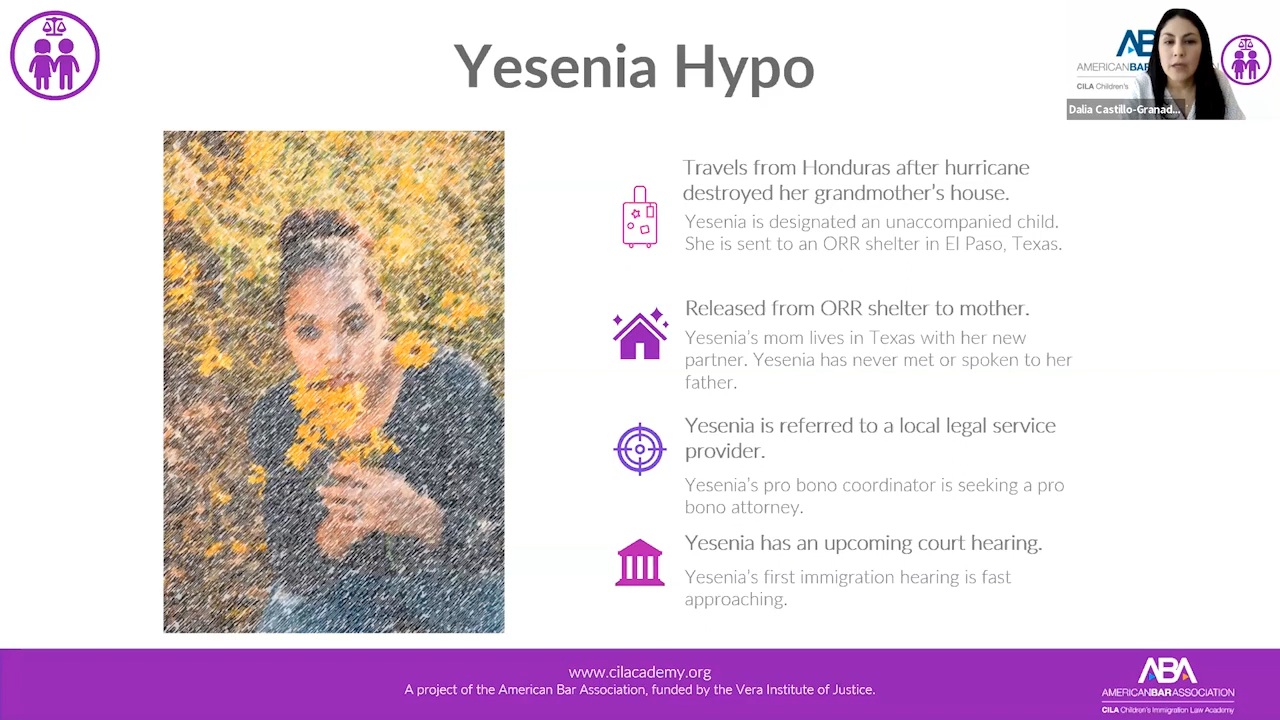 Yesenia Hypo
AMERICANBAR
CILA Children's
Dalia Castillo-Granad...
Travels from Honduras after hurricane
destroyed her grandmother's house.
Yesenia is designated an unaccompanied child.
She is sent to an ORR shelter in El Paso, Texas.
Released from ORR shelter to mother.
Yesenia's mom lives in Texas with her new
partner. Yesenia has never met or spoken to her
father.
Yesenia is referred to a local legal service
provider.
Yesenia's pro bono coordinator is seeking a pro
bono attorney.
Yesenia has an upcoming court hearing.
Yesenia's first immigration hearing is fast
approaching.
www.cilacademy.org
A project of the American Bar Association, funded by the Vera Institute of Justice.
ABA
AMERICANBARASSOCIATION
CILA Children's Immigration Law Academy